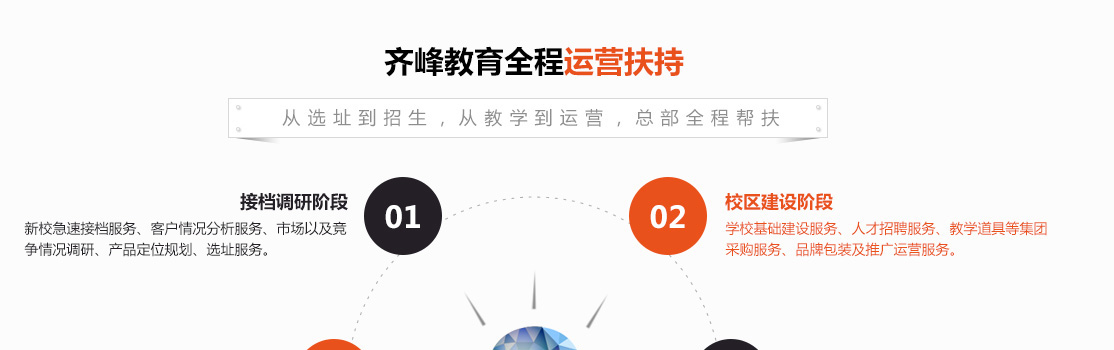 齐峰教育全程运营扶持
从选址到招生，从教学到运营，总部全程帮扶
接档调研阶段
01
新校急速接档服务、客户情况分析服务、市场以及竞
争情况调研、产品定位规划、选址服务。
02
校区建设阶段
学校基础建设服务、人才招聘服务、教学道具等集团
采购服务、品牌包装及推广运营服务。